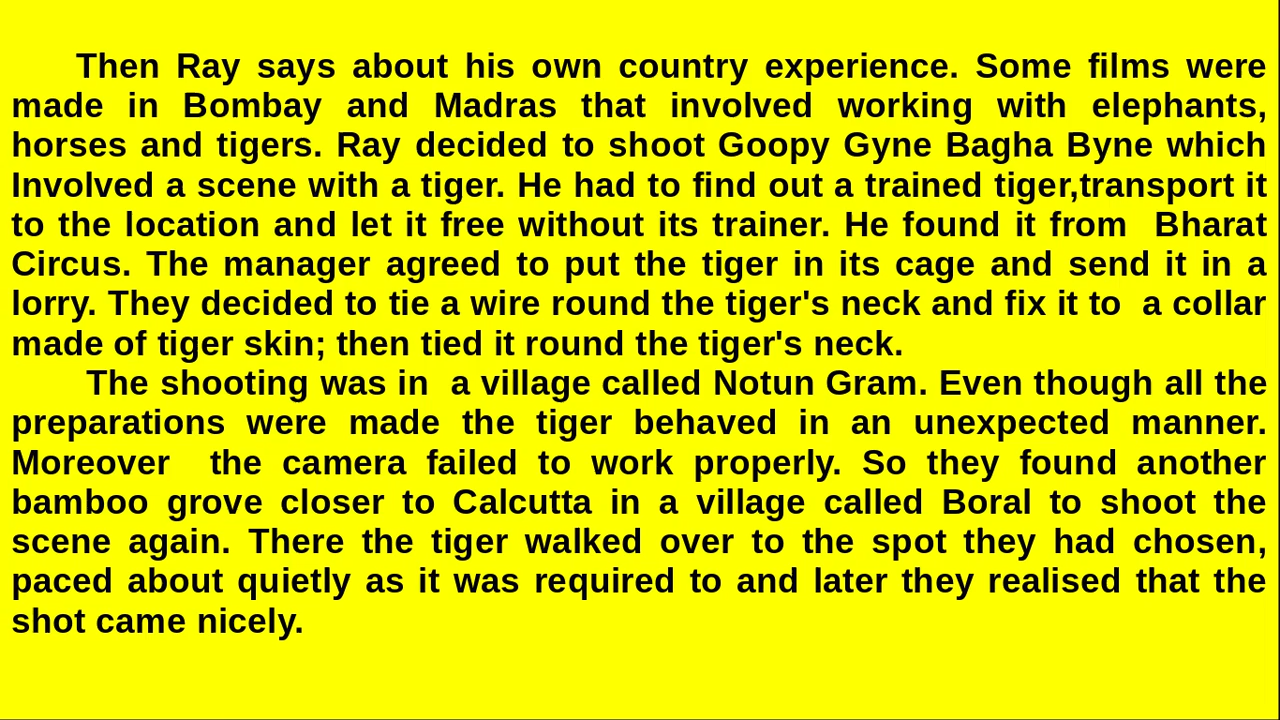 Then Ray says about his own country experience. Some films were
made in Bombay and Madras that involved working with elephants,
horses and tigers. Ray decided to shoot Goopy Gyne Bagha Byne which
Involved a scene with a tiger. He had to find out a trained tiger,transport it
to the location and let it free without its trainer. He found it from Bharat
Circus. The manager agreed to put the tiger in its cage and send it in a
lorry. They decided to tie a wire round the tiger's neck and fix it to a collar
made of tiger skin; then tied it round the tiger's neck.
The shooting was in a village called Notun Gram. Even though all the
preparations were made the tiger behaved in an unexpected manner.
Moreover the camera failed to work properly. So they found another
bamboo grove closer to Calcutta in a village called Boral to shoot the
scene again. There the tiger walked over to the spot they had chosen,
paced about quietly as it was required to and later they realised that the
shot came nicely.